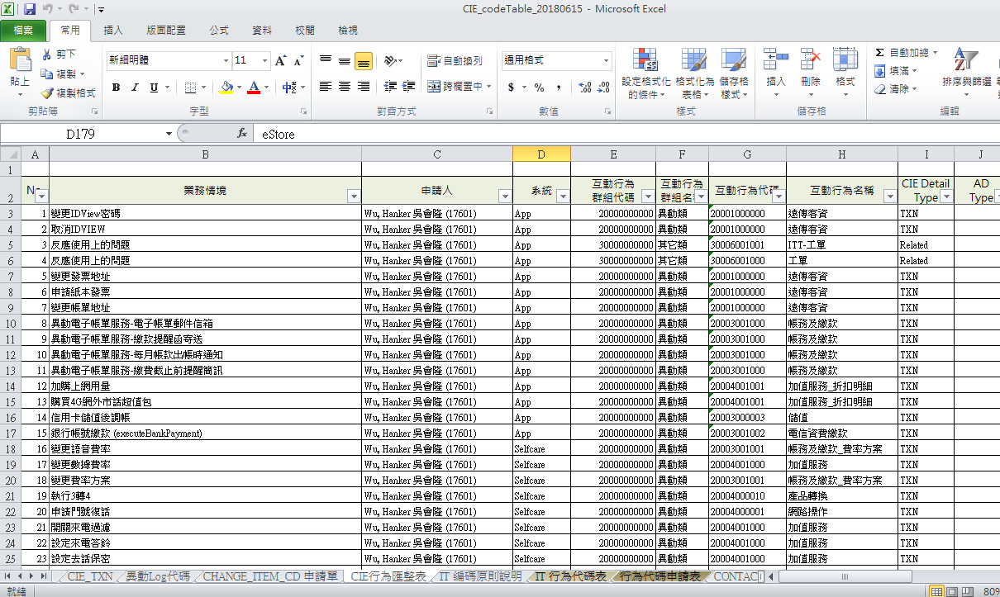 CIE_codeTable_20180615 - Microsoft Excel
檔案 常用 插入 版面配置 公式 資料 校閱 檢視
貼上 剪下 複製 複製格式 剪貼簿
新細明體 11 A A B I U A 中 字型
自動換列 跨欄置中 對齊方式
通用格式 $ % , .00 數值
設定格式化的條件 格式化為表格 儲存格樣式 樣式
插入 刪除 格式 儲存格
Σ 自動加總 填滿 清除 排序與篩選 編輯
D179 fx eStore
A B C D E F G H I J
1
2 業務情境 申請人 系統 互動行為群組代碼 互動行為 互動行為代碼 互動行為名稱 CIE Detail Type AD Type
3 1 變更IDView密碼 Wu, Hanker 吳會隆 (17601) App 20000000000 異動類 20001000000 遠傳客資 TXN
4 2 取消IDVIEW Wu, Hanker 吳會隆 (17601) App 20000000000 異動類 20001000000 遠傳客資 TXN
5 3 反應使用上的問題 Wu, Hanker 吳會隆 (17601) App 30000000000 其它類 30006001001 ITT-工單 Related
6 4 反應使用上的問題 Wu, Hanker 吳會隆 (17601) App 30000000000 其它類 30006001000 工單 Related
7 5 變更發票地址 Wu, Hanker 吳會隆 (17601) App 20000000000 異動類 20001000000 遠傳客資 TXN
8 6 申請紙本發票 Wu, Hanker 吳會隆 (17601) App 20000000000 異動類 20001000000 遠傳客資 TXN
9 7 變更帳單地址 Wu, Hanker 吳會隆 (17601) App 20000000000 異動類 20001000000 遠傳客資 TXN
10 8 異動電子帳單服務-電子帳單郵件信箱 Wu, Hanker 吳會隆 (17601) App 20000000000 異動類 20003001000 帳務及繳款 TXN
11 9 異動電子帳單服務-繳款提醒函寄送 Wu, Hanker 吳會隆 (17601) App 20000000000 異動類 20003001000 帳務及繳款 TXN
12 10 異動電子帳單服務-每月帳款出帳時通知 Wu, Hanker 吳會隆 (17601) App 20000000000 異動類 20003001000 帳務及繳款 TXN
13 11 異動電子帳單服務-繳費截止前提醒簡訊 Wu, Hanker 吳會隆 (17601) App 20000000000 異動類 20003001000 帳務及繳款 TXN
14 12 加購上網用量 Wu, Hanker 吳會隆 (17601) App 20000000000 異動類 20004001001 加值服務_折扣明細 TXN
15 13 購買4G網外市話超值包 Wu, Hanker 吳會隆 (17601) App 20000000000 異動類 20004001001 加值服務_折扣明細 TXN
16 14 信用卡儲值後調帳 Wu, Hanker 吳會隆 (17601) App 20000000000 異動類 20003000003 儲值 TXN
17 15 銀行帳號繳款 (executeBankPayment) Wu, Hanker 吳會隆 (17601) App 20000000000 異動類 20003001002 電信資費繳款 TXN
18 16 變更語音費率 Wu, Hanker 吳會隆 (17601) Selfcare 20000000000 異動類 20003001001 帳務及繳款_費率方案 TXN
19 17 變更數據費率 Wu, Hanker 吳會隆 (17601) Selfcare 20000000000 異動類 20004001000 加值服務 TXN
20 18 變更費率方案 Wu, Hanker 吳會隆 (17601) Selfcare 20000000000 異動類 20003001001 帳務及繳款_費率方案 TXN
21 19 執行3轉4 Wu, Hanker 吳會隆 (17601) Selfcare 20000000000 異動類 20004000010 產品轉換 TXN
22 20 申請門號復話 Wu, Hanker 吳會隆 (17601) Selfcare 20000000000 異動類 20004000001 網路操作 TXN
23 21 開關來電過濾 Wu, Hanker 吳會隆 (17601) Selfcare 20000000000 異動類 20004001000 加值服務 TXN
24 22 設定來電答鈴 Wu, Hanker 吳會隆 (17601) Selfcare 20000000000 異動類 20004001000 加值服務 TXN
25 23 設定去話保密 Wu, Hanker 吳會隆 (17601) Selfcare 20000000000 異動類 20004001000 加值服務 TXN
CIE_TXN 異動Log代碼 CHANGE_ITEM_CD 申請單 CIE行為匯整表 IT 編碼原則說明 IT 行為代碼表 行為代碼申請表 CONTAC
就緒 80%